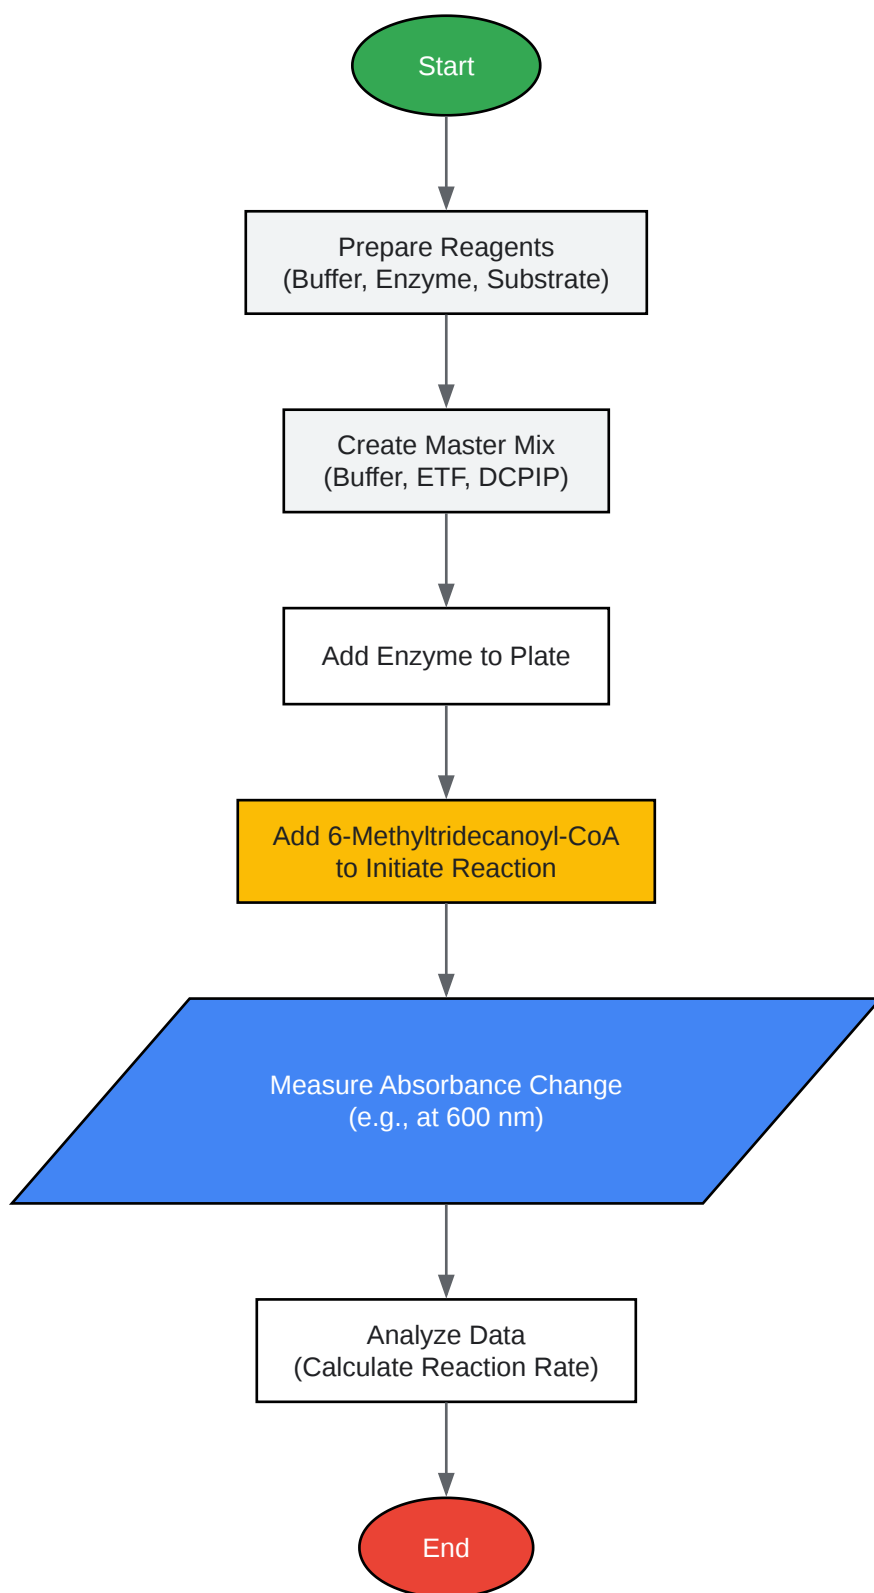 Start
Prepare Reagents
(Buffer, Enzyme, Substrate)
Create Master Mix
(Buffer, ETF, DCPIP)
Add Enzyme to Plate
Add 6-Methyltridecanoyl-CoA
to Initiate Reaction
Measure Absorbance Change
(e.g., at 600 nm)
Analyze Data
(Calculate Reaction Rate)
End